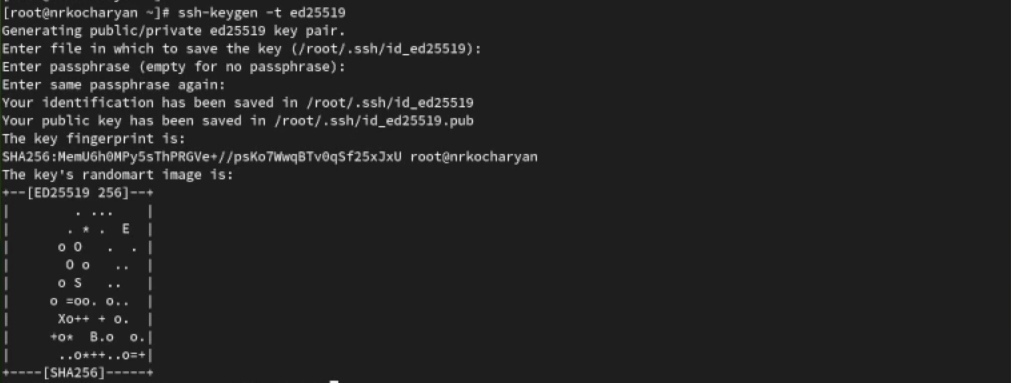 [root@nrkocharyan ~]# ssh-keygen -t ed25519
Generating public/private ed25519 key pair.
Enter file in which to save the key (/root/.ssh/id_ed25519):
Enter passphrase (empty for no passphrase):
Enter same passphrase again:
Your identification has been saved in /root/.ssh/id_ed25519
Your public key has been saved in /root/.ssh/id_ed25519.pub
The key fingerprint is:
SHA256:MemU6h0MPy5sThPRGVe+//psKo7WwqBTv0qSf25xJxU root@nrkocharyan
The key's randomart image is:
+--[ED25519 256]--+
|        . ...    |
|       . * .  E  |
|      o O   .  . |
|       O o   ..  |
|      o S   ..   |
|     o =oo. o..  |
|      Xo++ + o.  |
|     +o*  B.o  o.|
|      ..o*++..o=+|
+----[SHA256]-----+